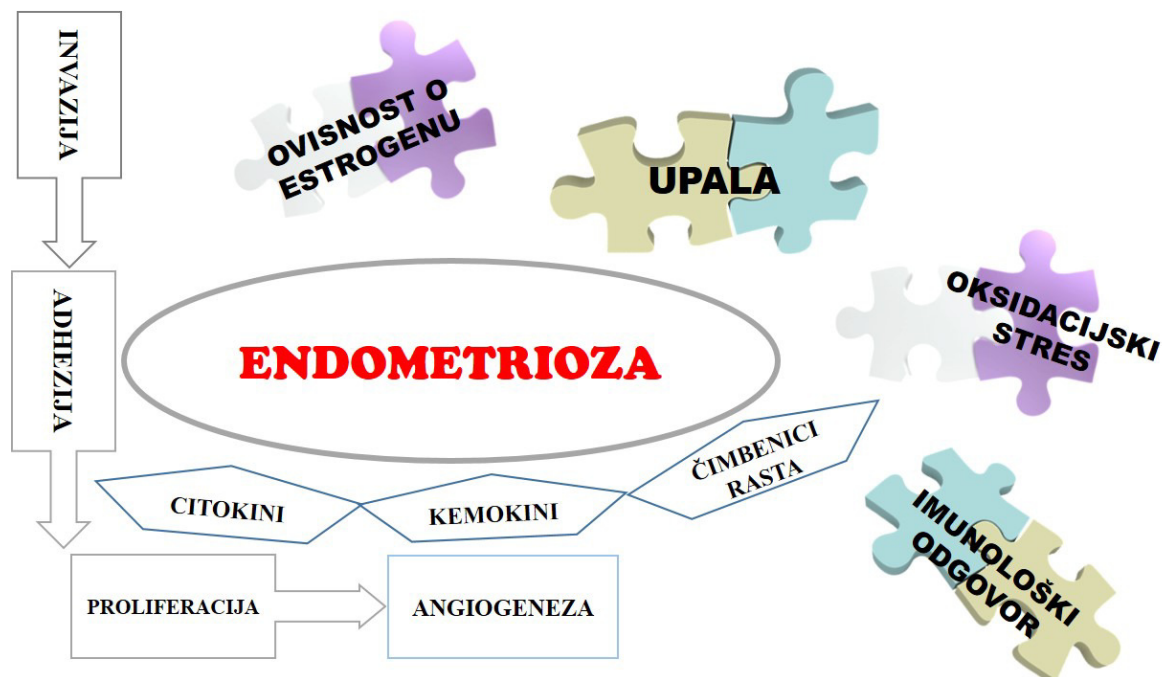 INVAZIJA
OVISNOST O
ESTROGENU
UPALA
ADHEZIJA
ENDOMETRIOZA
OKSIDACIJSKI
STRES
CITOKINI
KEMOKINI
ČIMBENICI
RASTA
IMUNOLOŠKI
ODGOVOR
PROLIFERACIJA
ANGIOGENEZA